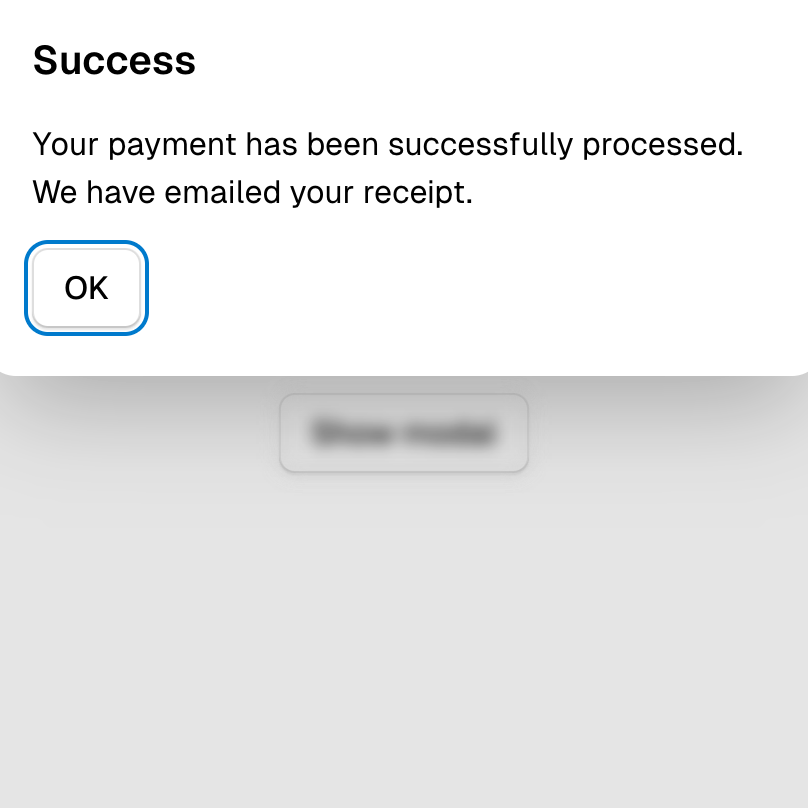 Success
Your payment has been successfully processed.
We have emailed your receipt.
OK
Show modal